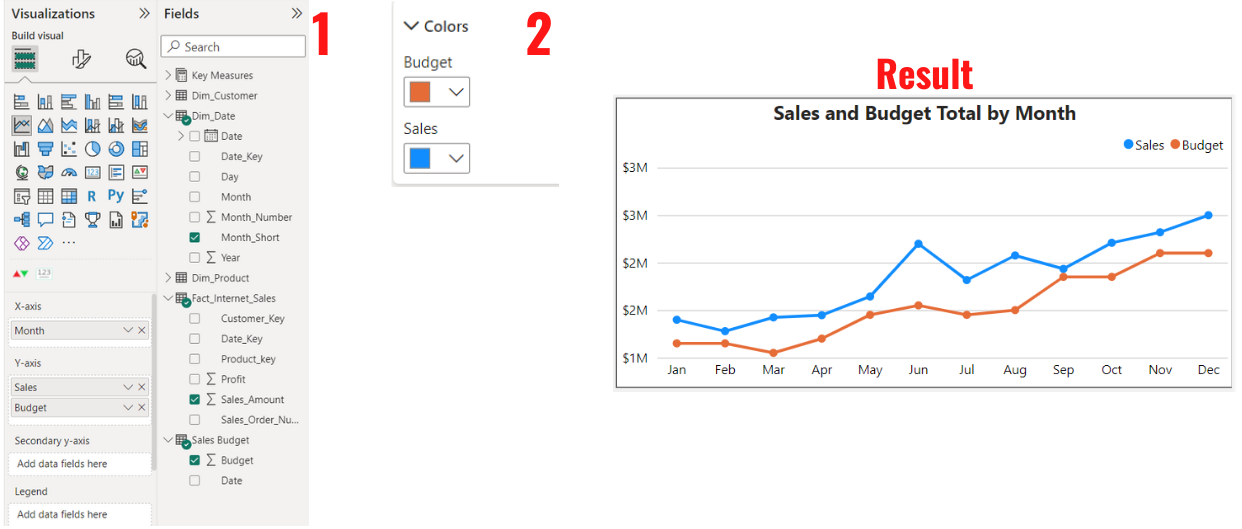 Visualizations »
Build visual
R Py
123
123
...
X-axis
Month
Y-axis
Sales
Budget
Secondary y-axis
Add data fields here
Legend
Add data fields here
Fields »
Search
Key Measures
Dim_Customer
Dim_Date
Date
Date_Key
Day
Month
∑ Month_Number
Month_Short
∑ Year
Dim_Product
Fact_Internet_Sales
Customer_Key
Date_Key
Product_key
∑ Profit
∑ Sales_Amount
Sales_Order_Nu...
Sales Budget
∑ Budget
Date
1
Colors
Budget
Sales
2
Result
Sales and Budget Total by Month
Sales Budget
$3M
$3M
$2M
$2M
$1M
Jan Feb Mar Apr May Jun Jul Aug Sep Oct Nov Dec